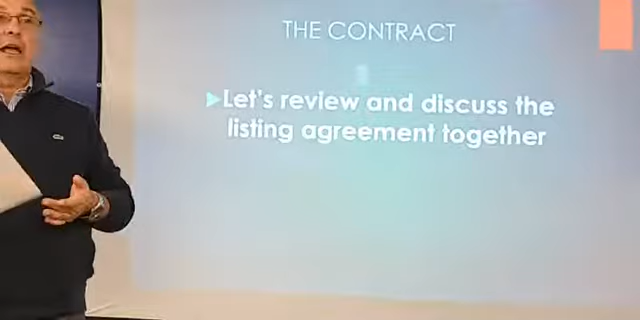 THE CONTRACT
Let's review and discuss the
listing agreement together